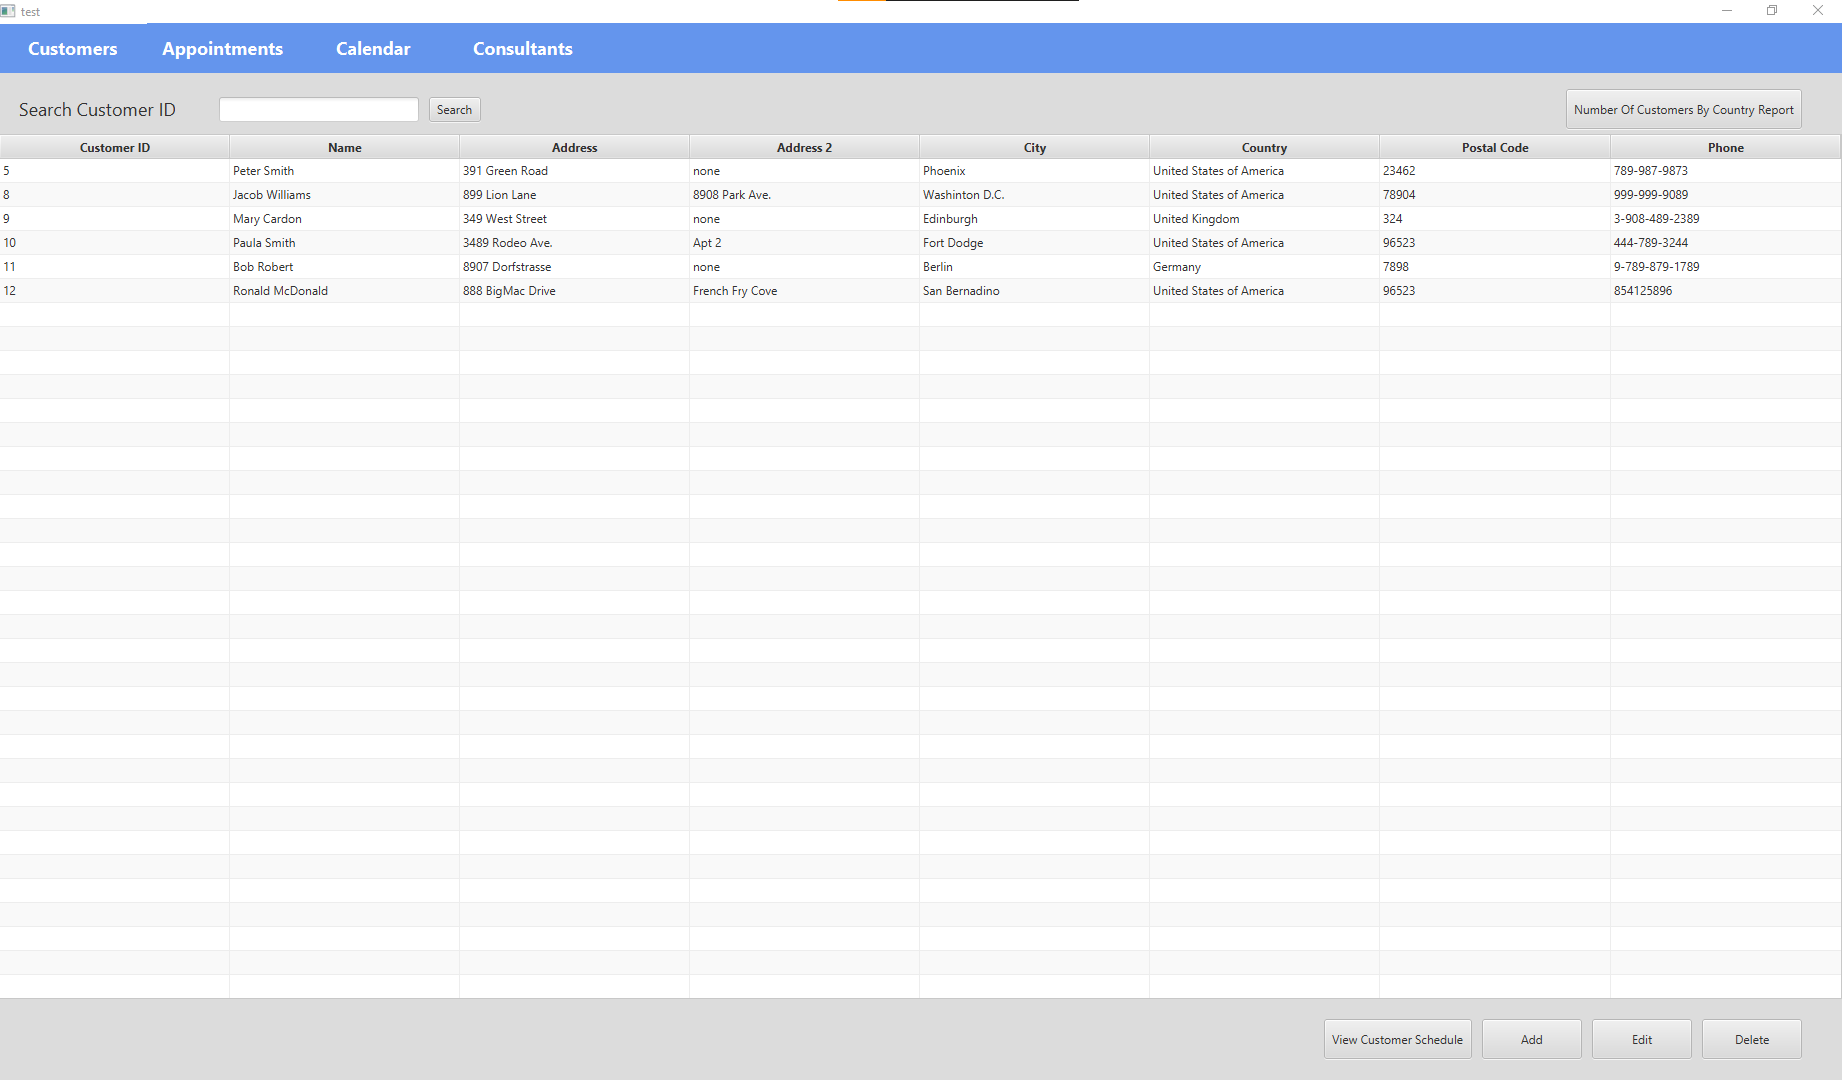 test
Customers Appointments Calendar Consultants
Search Customer ID Search Number Of Customers By Country Report
Customer ID Name Address Address 2 City Country Postal Code Phone
5 Peter Smith 391 Green Road none Phoenix United States of America 23462 789-987-9873
8 Jacob Williams 899 Lion Lane 8908 Park Ave. Washinton D.C. United States of America 78904 999-999-9089
9 Mary Cardon 349 West Street none Edinburgh United Kingdom 324 3-908-489-2389
10 Paula Smith 3489 Rodeo Ave. Apt 2 Fort Dodge United States of America 96523 444-789-3244
11 Bob Robert 8907 Dorfstrasse none Berlin Germany 7898 9-789-879-1789
12 Ronald McDonald 888 BigMac Drive French Fry Cove San Bernadino United States of America 96523 854125896
View Customer Schedule Add Edit Delete